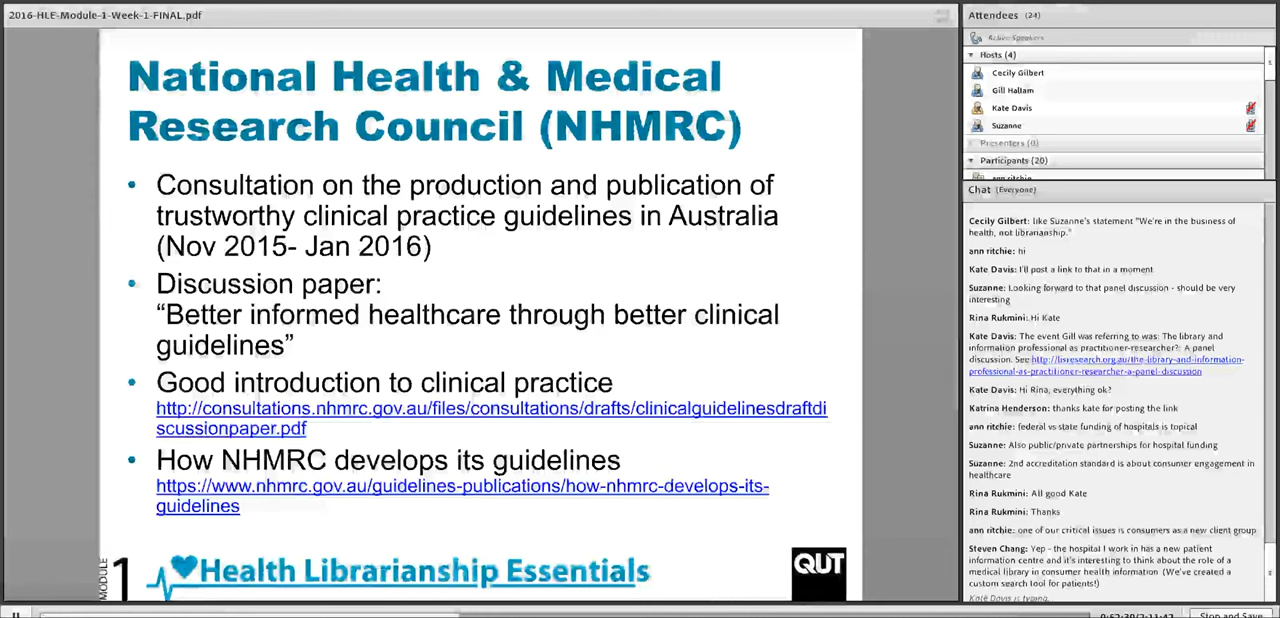 2016-HLE-Module-1-Week-1-FINAL.pdf
National Health & Medical
Research Council (NHMRC)
• Consultation on the production and publication of
trustworthy clinical practice guidelines in Australia
(Nov 2015- Jan 2016)
• Discussion paper:
“Better informed healthcare through better clinical
guidelines”
• Good introduction to clinical practice
http://consultations.nhmrc.gov.au/files/consultations/drafts/clinicalguidelinesdraftdi
scussionpaper.pdf
• How NHMRC develops its guidelines
https://www.nhmrc.gov.au/guidelines-publications/how-nhmrc-develops-its-
guidelines
MODULE
1
Health Librarianship Essentials
QUT
Attendees (24)
Active Speakers
Hosts (4)
Cecily Gilbert
Gill Hallam
Kate Davis
Suzanne
Presenters (0)
Participants (20)
ann ritchie
Chat (Everyone)
Cecily Gilbert: like Suzanne's statement "We're in the business of
health, not librarianship."
ann ritchie: hi
Kate Davis: I'll post a link to that in a moment
Suzanne: Looking forward to that panel discussion - should be very
interesting
Rina Rukmini: Hi Kate
Kate Davis: The event Gill was referring to was: The library and
information professional as practitioner-researcher?: A panel
discussion. See http://lisresearch.org.au/the-library-and-information-
professional-as-practitioner-researcher-a-panel-discussion
Kate Davis: Hi Rina, everything ok?
Katrina Henderson: thanks kate for posting the link
ann ritchie: federal vs state funding of hospitals is topical
Suzanne: Also public/private partnerships for hospital funding
Suzanne: 2nd accreditation standard is about consumer engagement in
healthcare
Rina Rukmini: All good Kate
Rina Rukmini: Thanks
ann ritchie: one of our critical issues is consumers as a new client group
Steven Chang: Yep - the hospital I work in has a new patient
information centre and it's interesting to think about the role of a
medical library in consumer health information (We've created a
custom search tool for patients!)
Kate Davis is typing.
0:52:39/2:11:42
Stop and Save